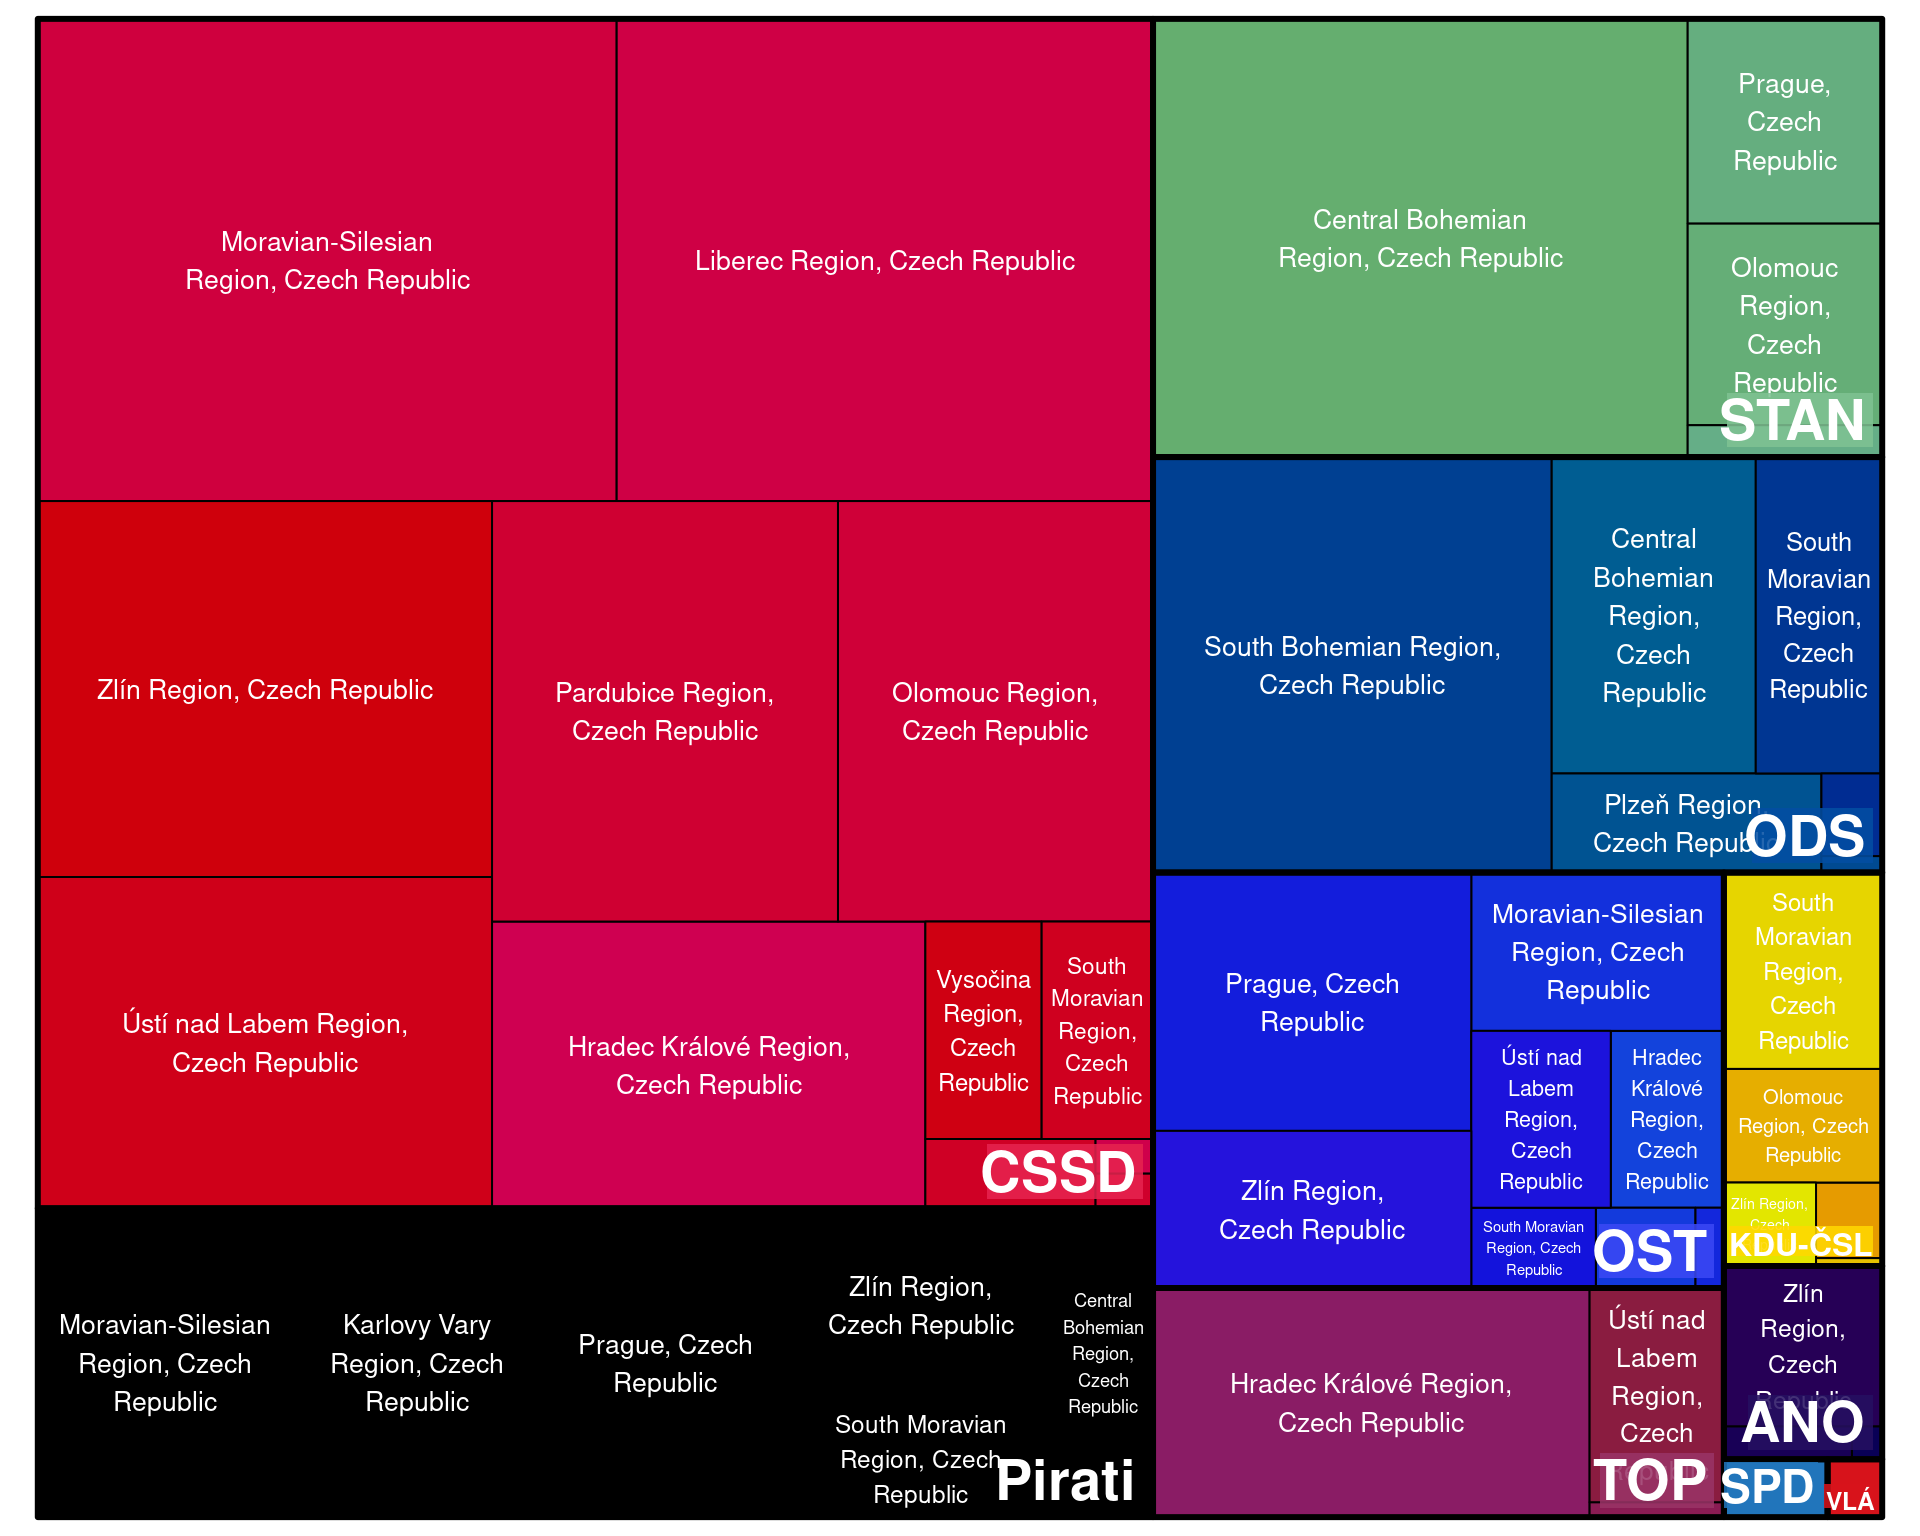 Moravian-Silesian
Region, Czech Republic
Liberec Region, Czech Republic
Zlín Region, Czech Republic
Pardubice Region,
Czech Republic
Olomouc Region,
Czech Republic
Ústí nad Labem Region,
Czech Republic
Hradec Králové Region,
Czech Republic
Vysočina
Region,
Czech
Republic
South
Moravian
Region,
Czech
Republic
CSSD
Moravian-Silesian
Region, Czech
Republic
Karlovy Vary
Region, Czech
Republic
Prague, Czech
Republic
Zlín Region,
Czech Republic
South Moravian
Region, Czech
Republic
Central
Bohemian
Region,
Czech
Republic
Pirati
Central Bohemian
Region, Czech Republic
Prague,
Czech
Republic
Olomouc
Region,
Czech
Republic
STAN
South Bohemian Region,
Czech Republic
Central
Bohemian
Region,
Czech
Republic
South
Moravian
Region,
Czech
Republic
Plzeň Region,
Czech Republic
ODS
Prague, Czech
Republic
Moravian-Silesian
Region, Czech
Republic
Zlín Region,
Czech Republic
Ústí nad
Labem
Region,
Czech
Republic
Hradec
Králové
Region,
Czech
Republic
South Moravian
Region, Czech
Republic
OST
South
Moravian
Region,
Czech
Republic
Olomouc
Region, Czech
Republic
Zlín Region,
Czech
KDU-ČSL
Hradec Králové Region,
Czech Republic
Ústí nad
Labem
Region,
Czech
Republic
TOP
Zlín
Region,
Czech
Republic
ANO
SPD
VLÁ